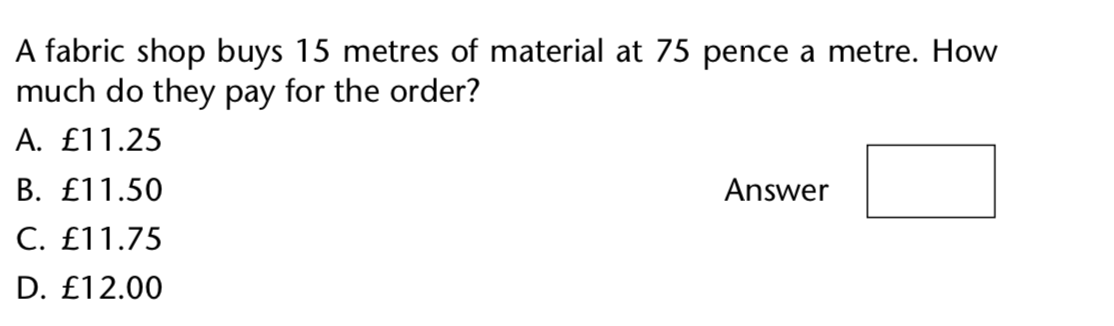 A fabric shop buys 15 metres of material at 75 pence a metre. How
much do they pay for the order?
A. £11.25
B. £11.50
Answer
C. £11.75
D. £12.00